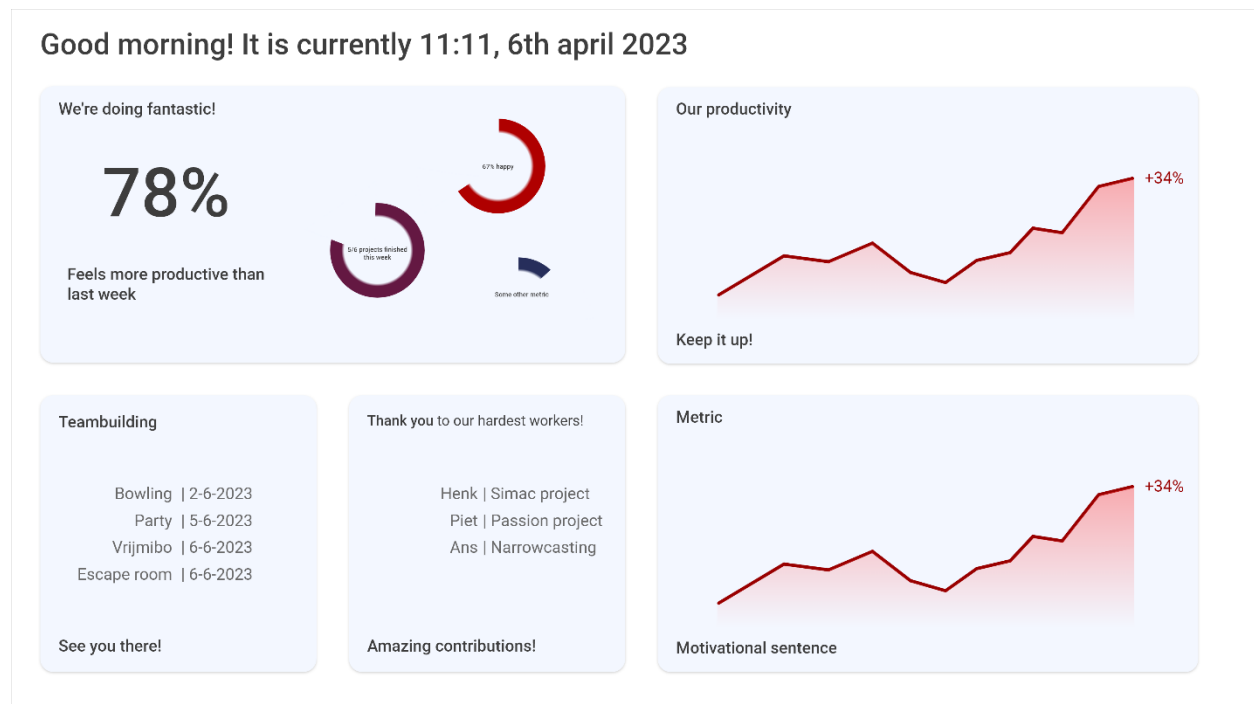 Good morning! It is currently 11:11, 6th april 2023
We're doing fantastic!
78%
Feels more productive than
last week
67% happy
5/6 projects finished
this week
Some other metric
Our productivity
+34%
Keep it up!
Teambuilding
Bowling | 2-6-2023
Party | 5-6-2023
Vrijmibo | 6-6-2023
Escape room | 6-6-2023
See you there!
Thank you to our hardest workers!
Henk | Simac project
Piet | Passion project
Ans | Narrowcasting
Amazing contributions!
Metric
+34%
Motivational sentence